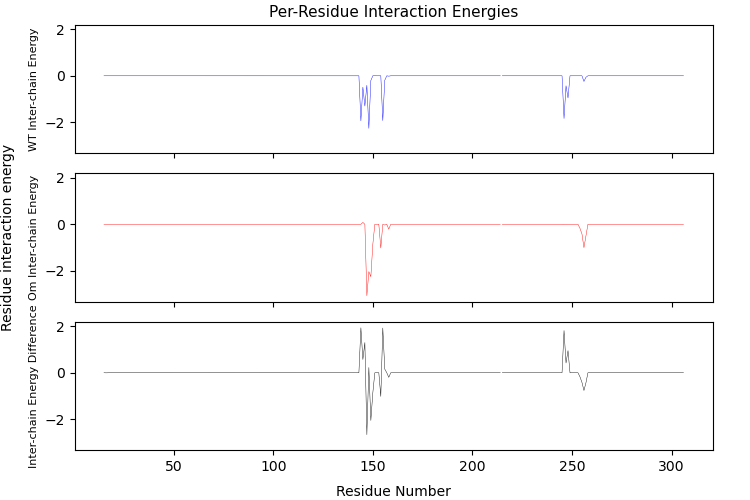 Per-Residue Interaction Energies
Residue interaction energy
WT Inter-chain Energy
2
0
−2
Om Inter-chain Energy
2
0
−2
Inter-chain Energy Difference
2
0
−2
50
100
150
200
250
300
Residue Number